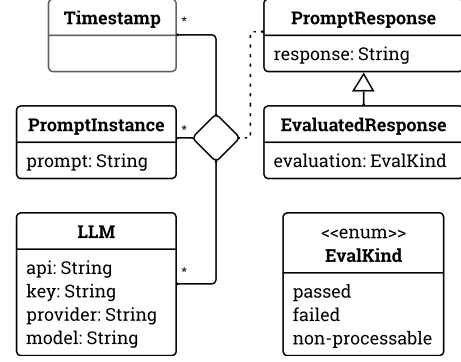 Timestamp
*
PromptInstance
prompt: String
*
LLM
api: String
key: String
provider: String
model: String
*
PromptResponse
response: String
EvaluatedResponse
evaluation: EvalKind
<<enum>>
EvalKind
passed
failed
non-processable